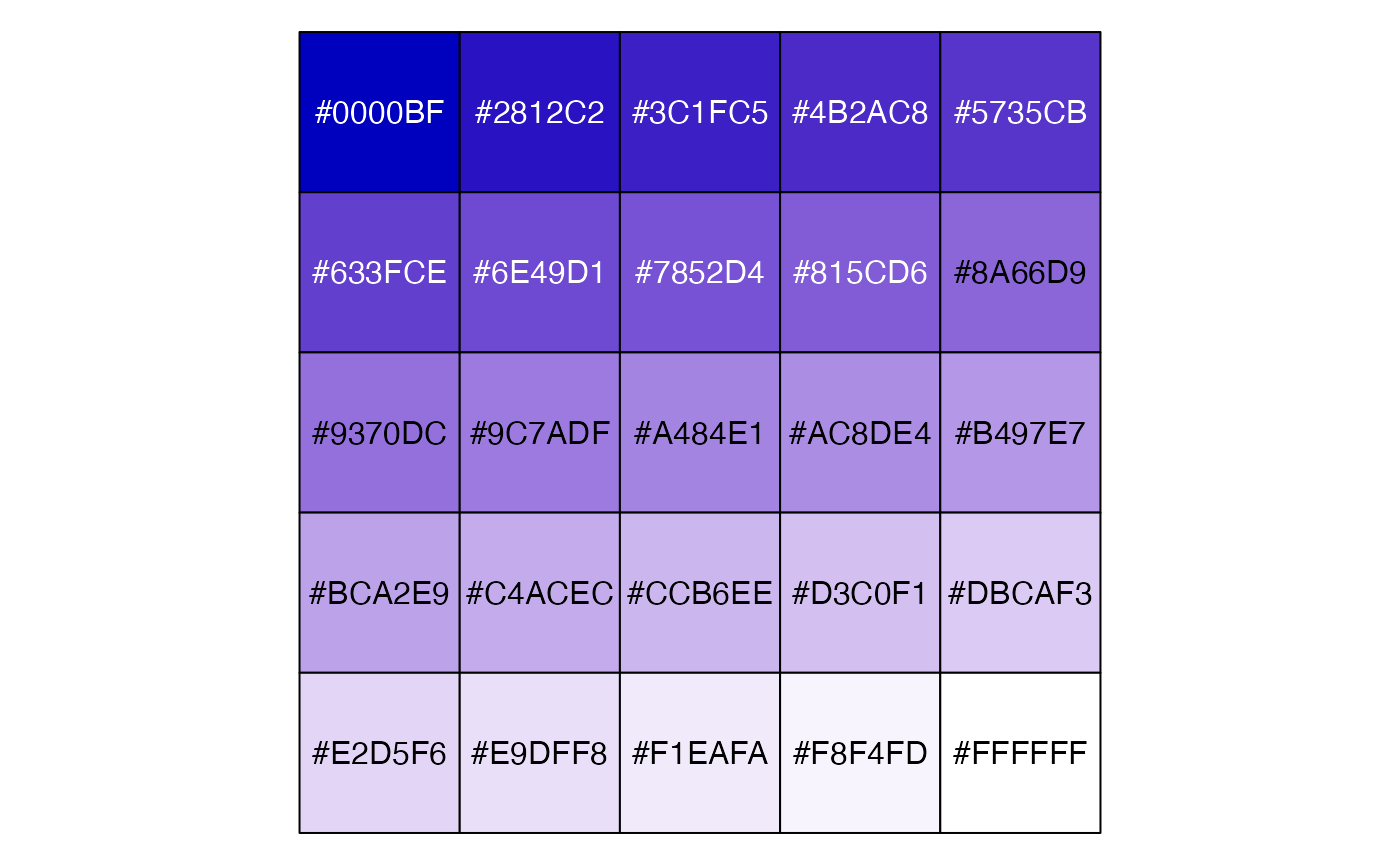 #0000BF #2812C2 #3C1FC5 #4B2AC8 #5735CB
#633FCE #6E49D1 #7852D4 #815CD6 #8A66D9
#9370DC #9C7ADF #A484E1 #AC8DE4 #B497E7
#BCA2E9 #C4ACEC #CCB6EE #D3C0F1 #DBCAF3
#E2D5F6 #E9DFF8 #F1EAFA #F8F4FD #FFFFFF